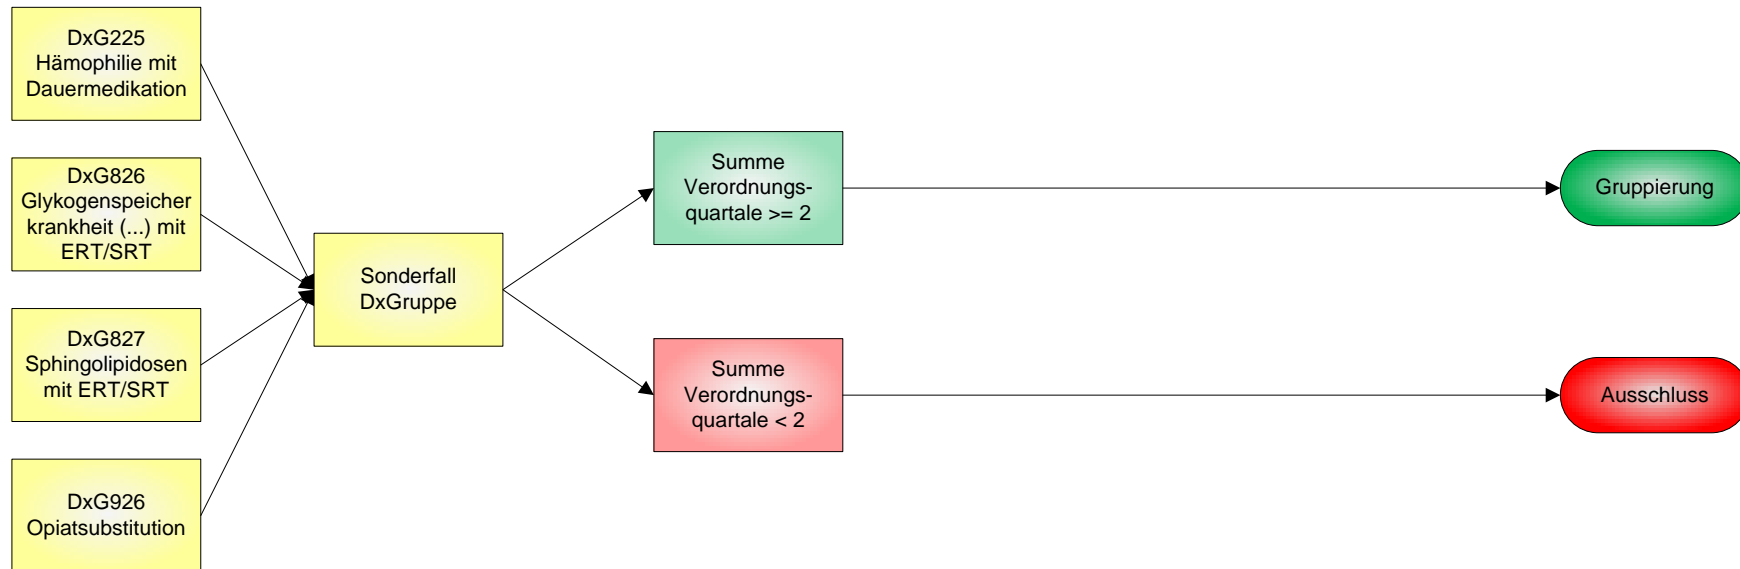 DxG225
Hämophilie mit
Dauermedikation
DxG826
Glykogenspeicher
krankheit (...) mit
ERT/SRT
DxG827
Sphingolipidosen
mit ERT/SRT
DxG926
Opiatsubstitution
Sonderfall
DxGruppe
Summe
Verordnungs-
quartale >= 2
Summe
Verordnungs-
quartale < 2
Gruppierung
Ausschluss